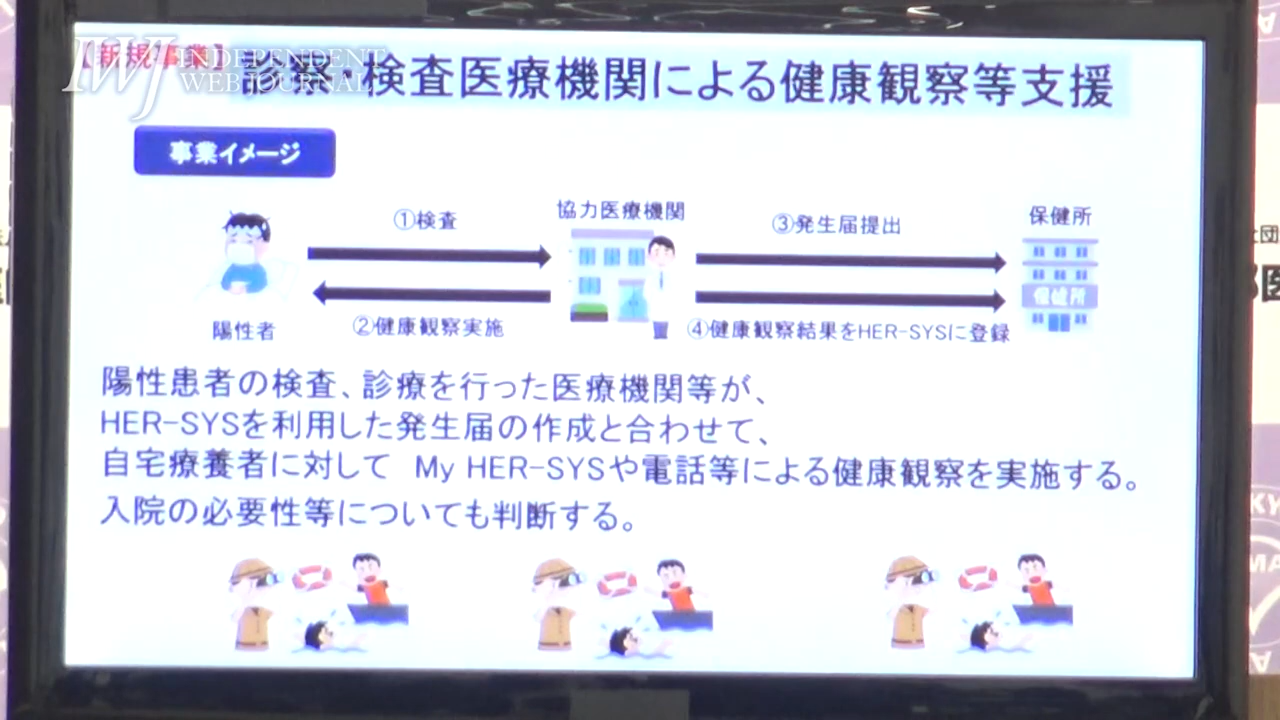 【新規事業】
INDEPENDENT
IWJ
WEB JOURNAL
診察・検査医療機関による健康観察等支援
事業イメージ
①検査
協力医療機関
③発生届提出
保健所
保健所
陽性者
②健康観察実施
④健康観察結果をHER-SYSに登録
陽性患者の検査、診療を行った医療機関等が、
HER-SYSを利用した発生届の作成と合わせて、
自宅療養者に対して My HER-SYSや電話等による健康観察を実施する。
入院の必要性等についても判断する。